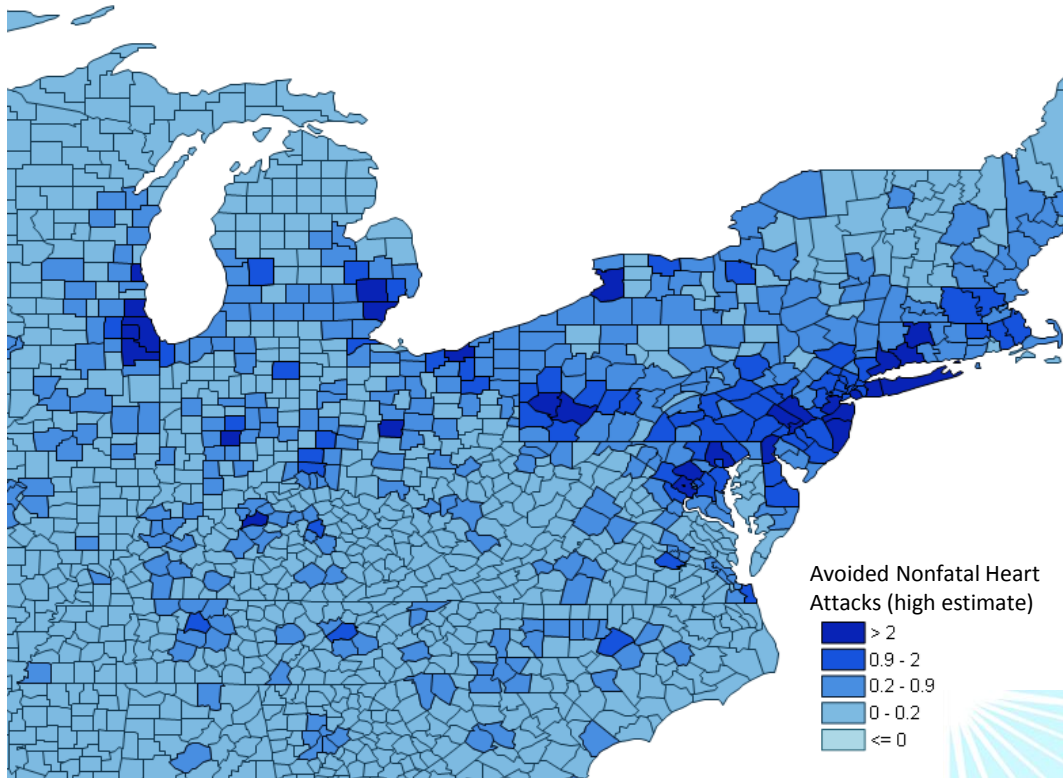 Avoided Nonfatal Heart
Attacks (high estimate)
> 2
0.9 - 2
0.2 - 0.9
0 - 0.2
<= 0